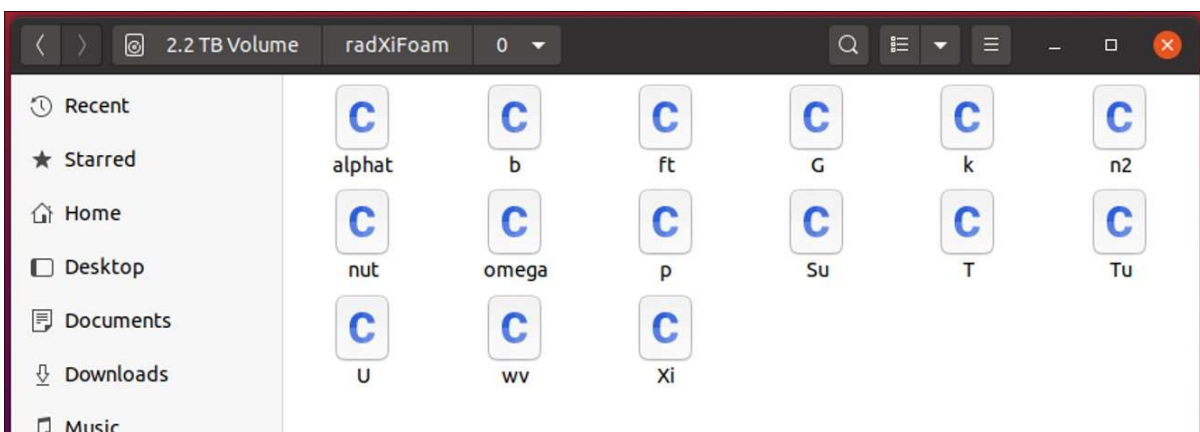 2.2 TB Volume radXiFoam 0
Recent
Starred
Home
Desktop
Documents
Downloads
Music
alphat b ft G k n2
nut omega p Su T Tu
U wv Xi